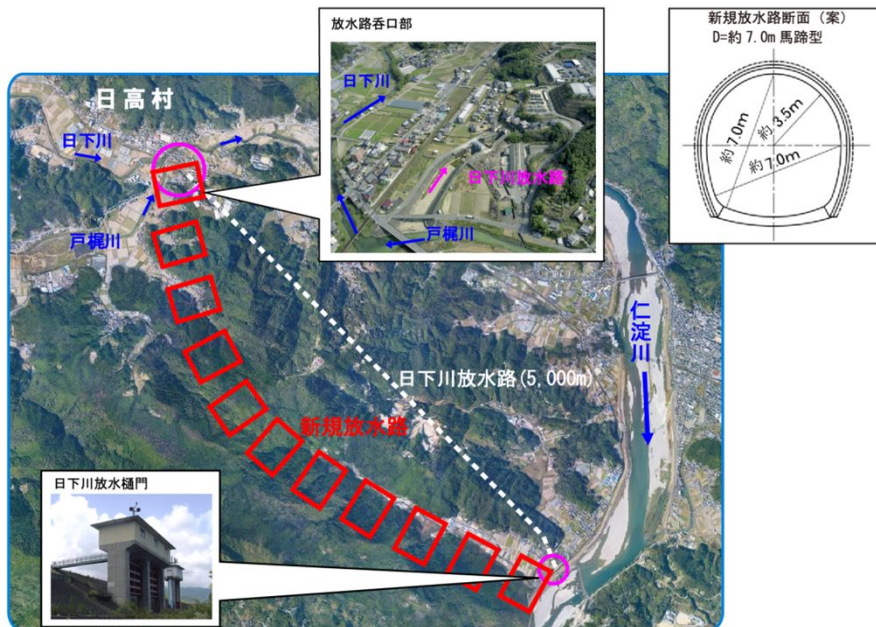 放水路呑口部
日下川
日下川放水路
戸梶川
新規放水路断面（案）
D=約7.0m 馬蹄型
約7.0m
約3.5m
約7.0m
日高村
日下川
戸梶川
仁淀川
日下川放水路(5,000m)
新規放水路
日下川放水樋門